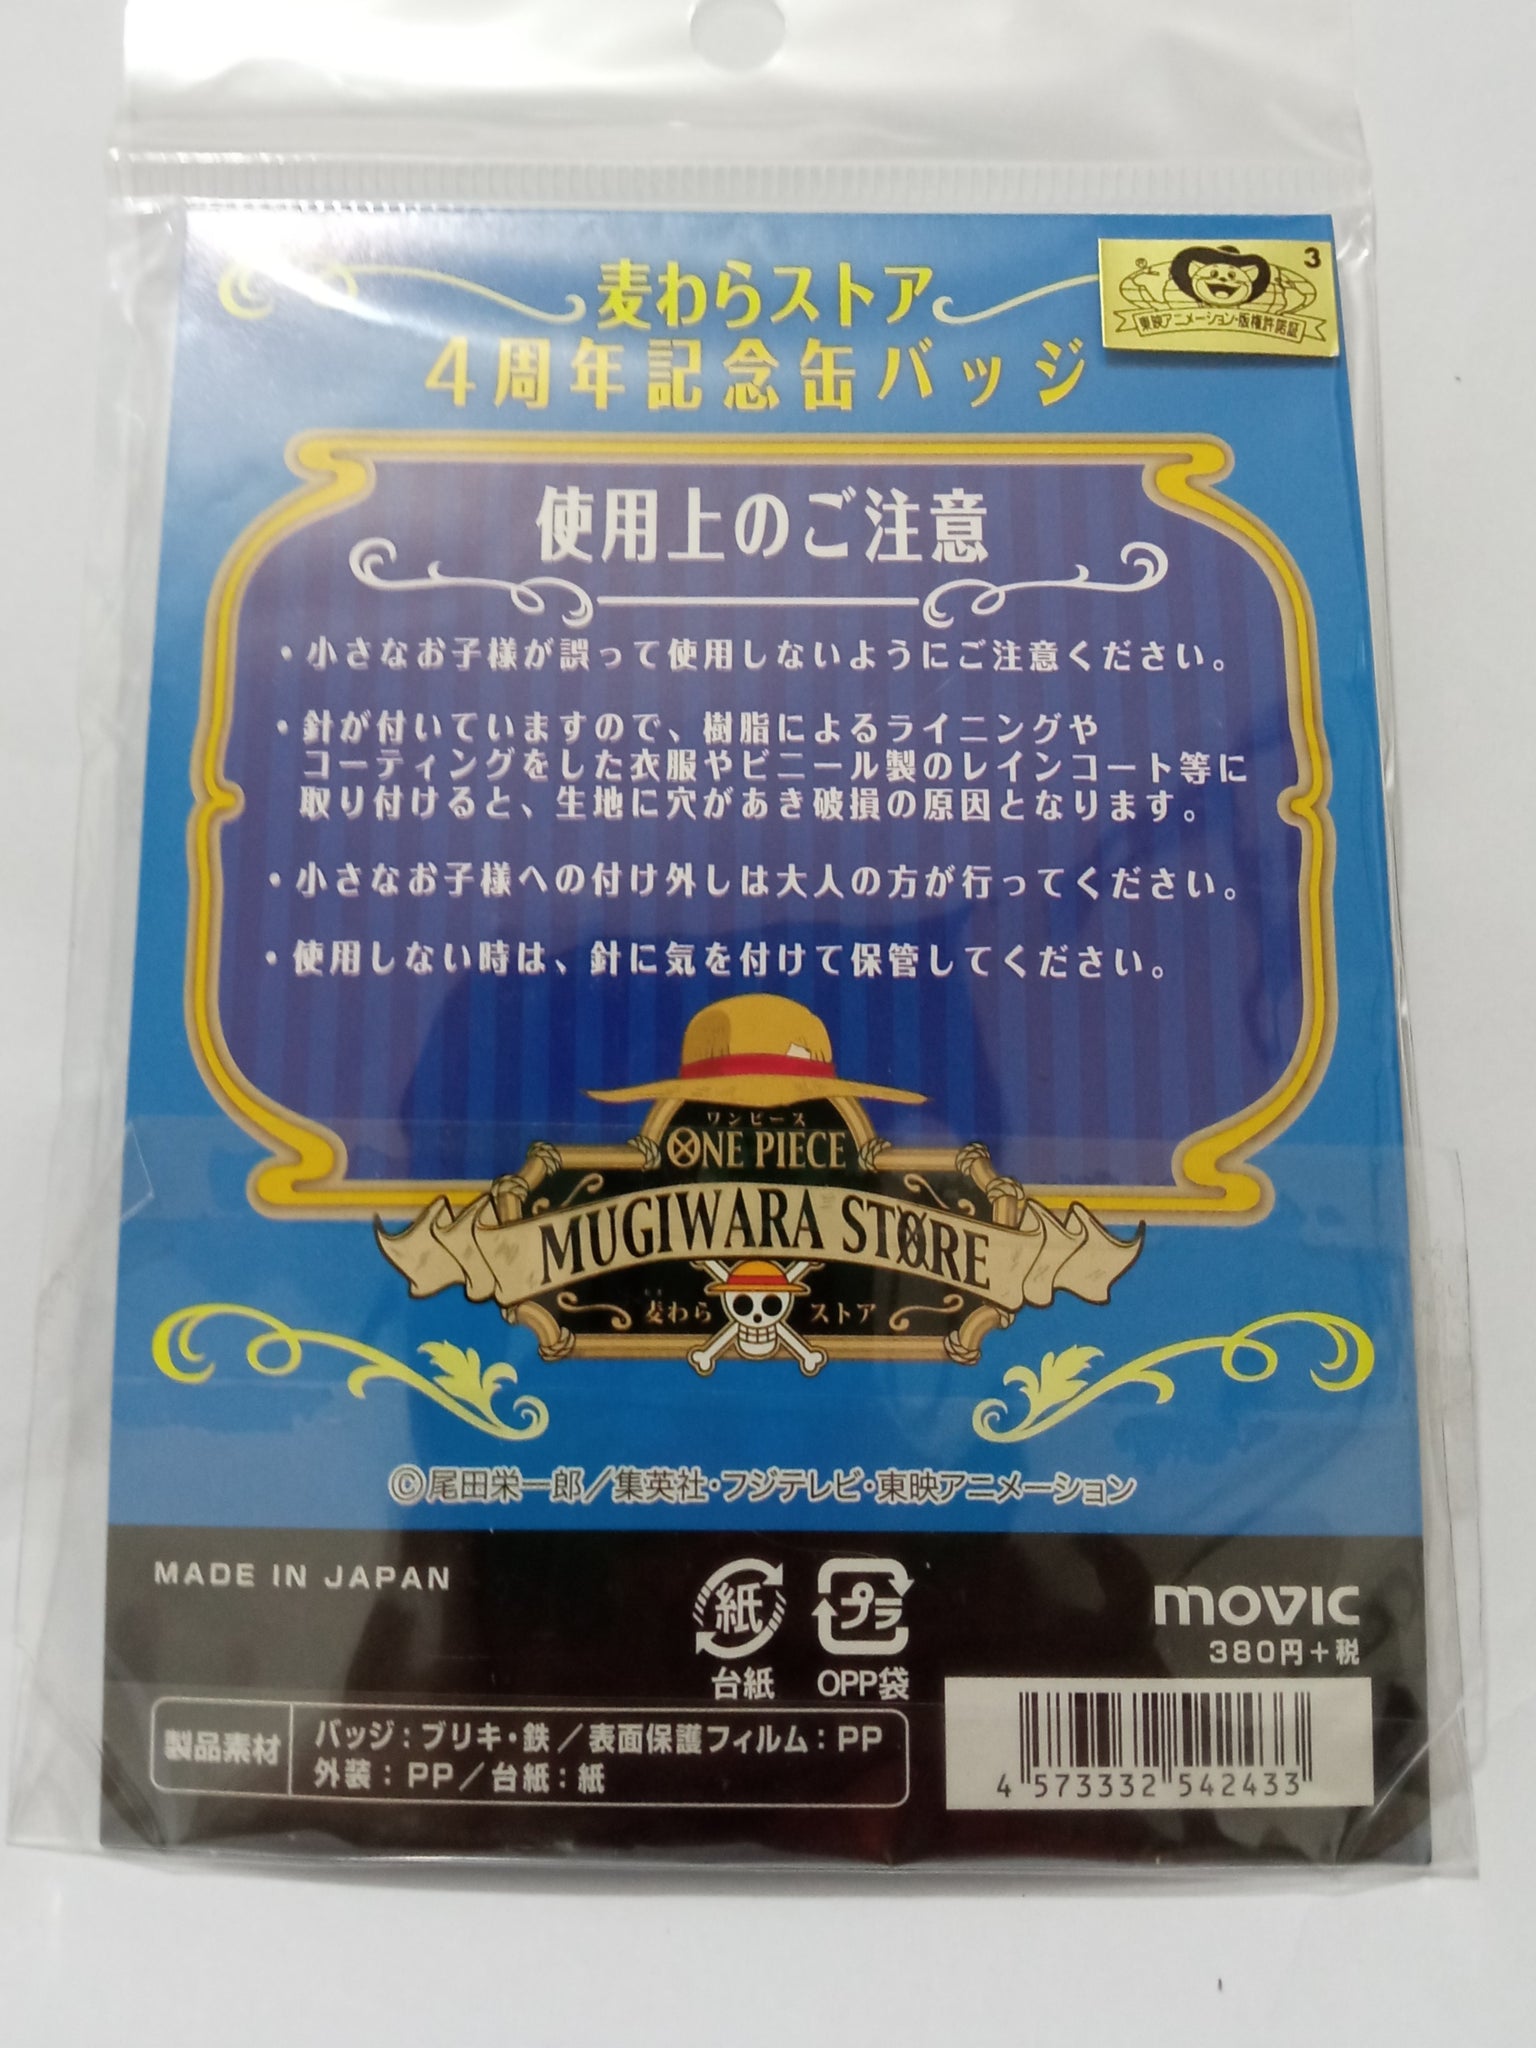 麦わらストア
4周年記念缶バッジ
3
東映アニメーション・版権許諾証
使用上のご注意
・小さなお子様が誤って使用しないようにご注意ください。
・針が付いていますので、樹脂によるライニングや
コーティングをした衣服やビニール製のレインコート等に
取り付けると、生地に穴があき破損の原因となります。
・小さなお子様への付け外しは大人の方が行ってください。
・使用しない時は、針に気を付けて保管してください。
ワンピース
ONE PIECE
MUGIWARA STORE
麦わら ストア
©尾田栄一郎／集英社・フジテレビ・東映アニメーション
MADE IN JAPAN
紙
台紙
プラ
OPP袋
movic
380円＋税
製品素材
バッジ：ブリキ・鉄／表面保護フィルム：PP
外装：PP／台紙：紙
4 573332 542433